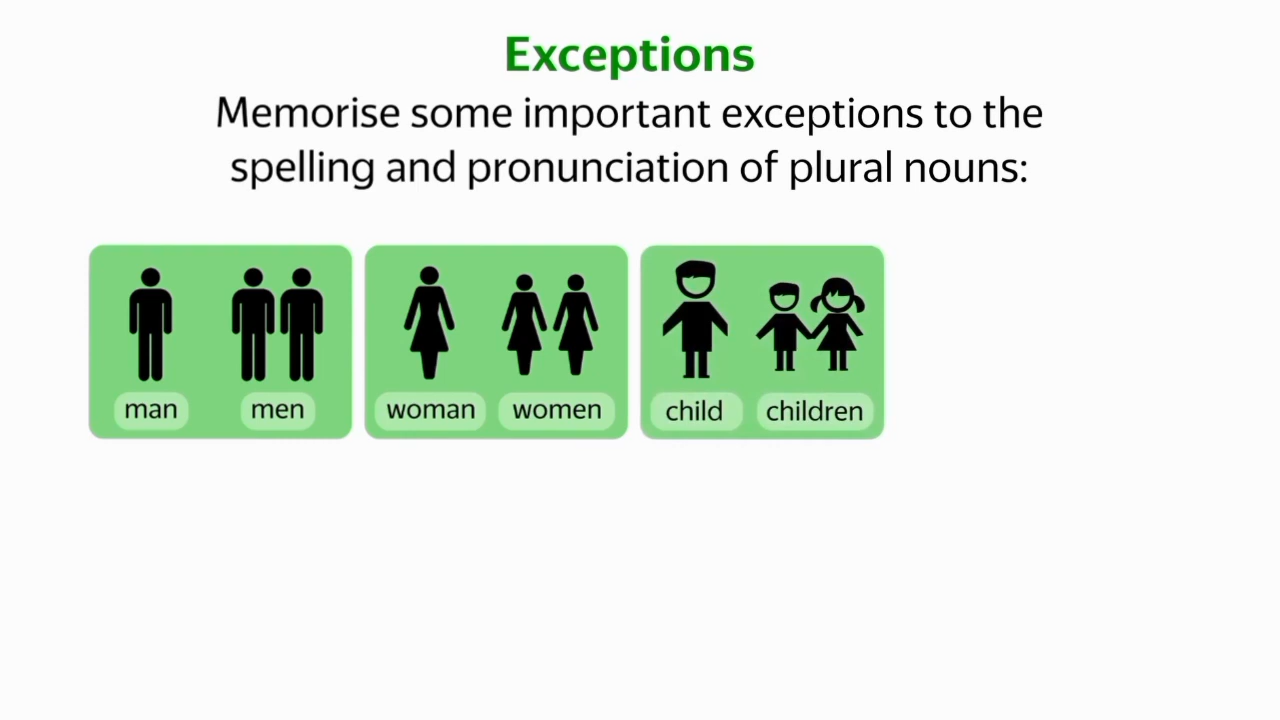 Exceptions
Memorise some important exceptions to the
spelling and pronunciation of plural nouns:
man men woman women child children